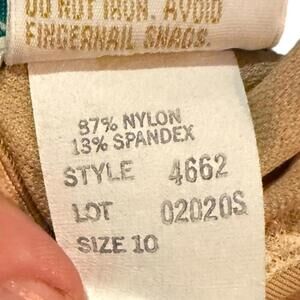 DO NOT IRON. AVOID
FINGERNAIL SNAGS.
87% NYLON
13% SPANDEX
STYLE 4662
LOT 02020S
SIZE 10